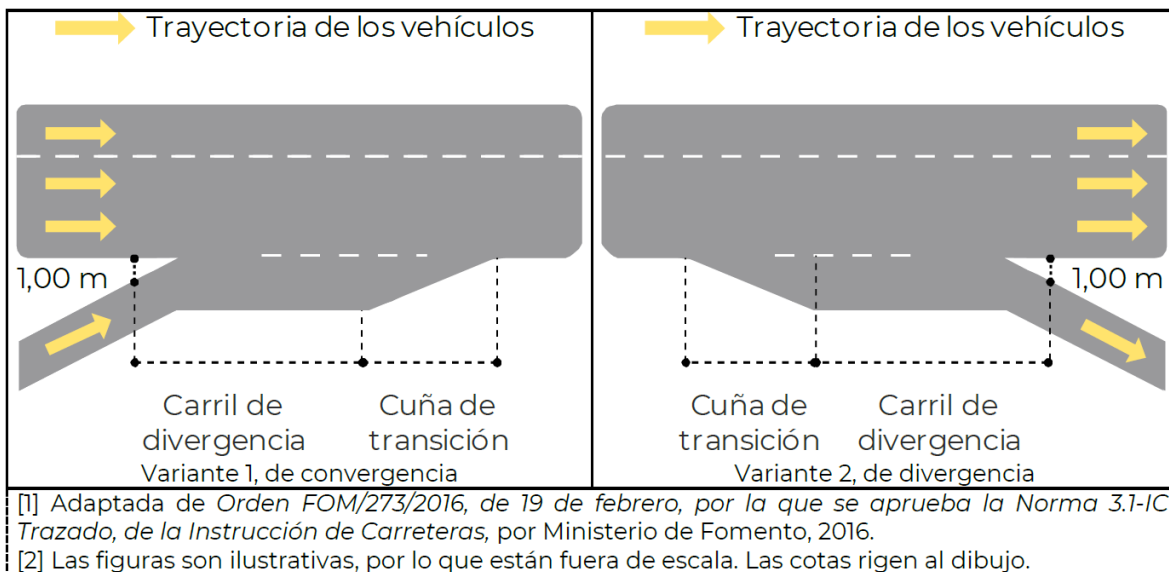 Trayectoria de los vehículos
1,00 m
Carril de
divergencia
Cuña de
transición
Variante 1, de convergencia
Trayectoria de los vehículos
1,00 m
Cuña de
transición
Carril de
divergencia
Variante 2, de divergencia
[1] Adaptada de Orden FOM/273/2016, de 19 de febrero, por la que se aprueba la Norma 3.1-IC
Trazado, de la Instrucción de Carreteras, por Ministerio de Fomento, 2016.
[2] Las figuras son ilustrativas, por lo que están fuera de escala. Las cotas rigen al dibujo.